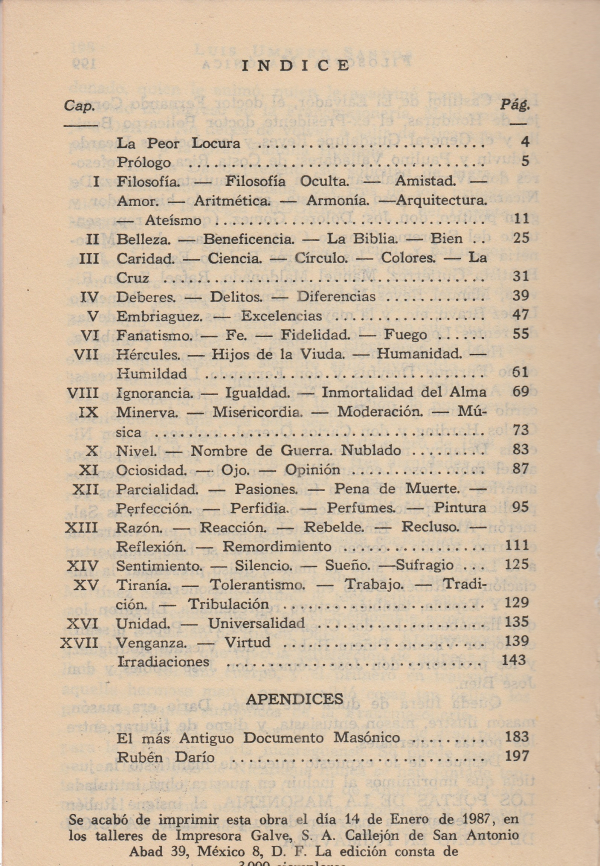 INDICE
Cap. Pág.
La Peor Locura .......................... 4
Prólogo .................................. 5
I Filosofía. — Filosofía Oculta. — Amistad. —
Amor. — Aritmética. — Armonía. —Arquitectura.
— Ateísmo ............................... 11
II Belleza. — Beneficencia. — La Biblia. — Bien .. 25
III Caridad. — Ciencia. — Círculo. — Colores. — La
Cruz ..................................... 31
IV Deberes. — Delitos. — Diferencias ............ 39
V Embriaguez. — Excelencias .................. 47
VI Fanatismo. — Fe. — Fidelidad. — Fuego ...... 55
VII Hércules. — Hijos de la Viuda. — Humanidad. —
Humildad ................................ 61
VIII Ignorancia. — Igualdad. — Inmortalidad del Alma 69
IX Minerva. — Misericordia. — Moderación. — Mú-
sica ...................................... 73
X Nivel. — Nombre de Guerra. Nublado ......... 83
XI Ociosidad. — Ojo. — Opinión ................. 87
XII Parcialidad. — Pasiones. — Pena de Muerte. —
Perfección. — Perfidia. — Perfumes. — Pintura 95
XIII Razón. — Reacción. — Rebelde. — Recluso. —
Reflexión. — Remordimiento ................ 111
XIV Sentimiento. — Silencio. — Sueño. —Sufragio ... 125
XV Tiranía. — Tolerantismo. — Trabajo. — Tradi-
ción. — Tribulación ....................... 129
XVI Unidad. — Universalidad .................... 135
XVII Venganza. — Virtud ........................ 139
Irradiaciones ............................. 143
APENDICES
El más Antiguo Documento Masónico ......... 183
Rubén Darío ............................. 197
Se acabó de imprimir esta obra el día 14 de Enero de 1987, en
los talleres de Impresora Galve, S. A. Callejón de San Antonio
Abad 39, México 8, D. F. La edición consta de